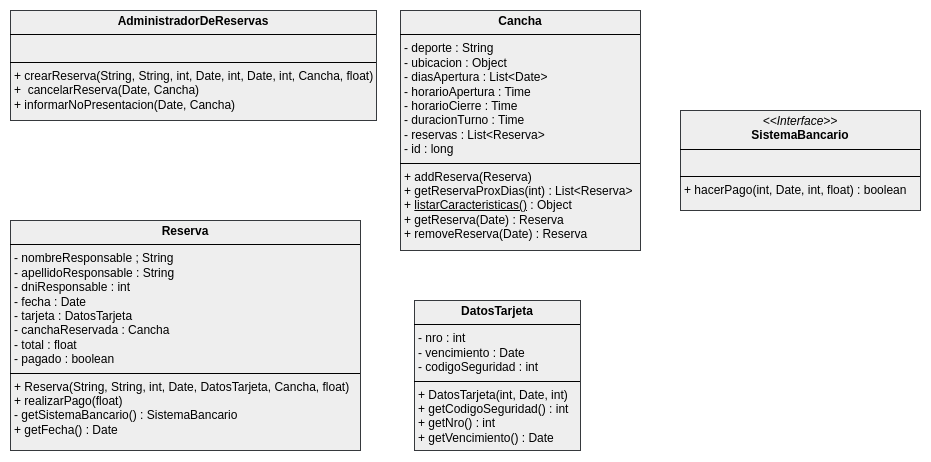 AdministradorDeReservas
+ crearReserva(String, String, int, Date, int, Date, int, Cancha, float)
+  cancelarReserva(Date, Cancha)
+ informarNoPresentacion(Date, Cancha)
Cancha
- deporte : String
- ubicacion : Object
- diasApertura : List<Date>
- horarioApertura : Time
- horarioCierre : Time
- duracionTurno : Time
- reservas : List<Reserva>
- id : long
+ addReserva(Reserva)
+ getReservaProxDias(int) : List<Reserva>
+ listarCaracteristicas() : Object
+ getReserva(Date) : Reserva
+ removeReserva(Date) : Reserva
<<Interface>>
SistemaBancario
+ hacerPago(int, Date, int, float) : boolean
Reserva
- nombreResponsable ; String
- apellidoResponsable : String
- dniResponsable : int
- fecha : Date
- tarjeta : DatosTarjeta
- canchaReservada : Cancha
- total : float
- pagado : boolean
+ Reserva(String, String, int, Date, DatosTarjeta, Cancha, float)
+ realizarPago(float)
- getSistemaBancario() : SistemaBancario
+ getFecha() : Date
DatosTarjeta
- nro : int
- vencimiento : Date
- codigoSeguridad : int
+ DatosTarjeta(int, Date, int)
+ getCodigoSeguridad() : int
+ getNro() : int
+ getVencimiento() : Date